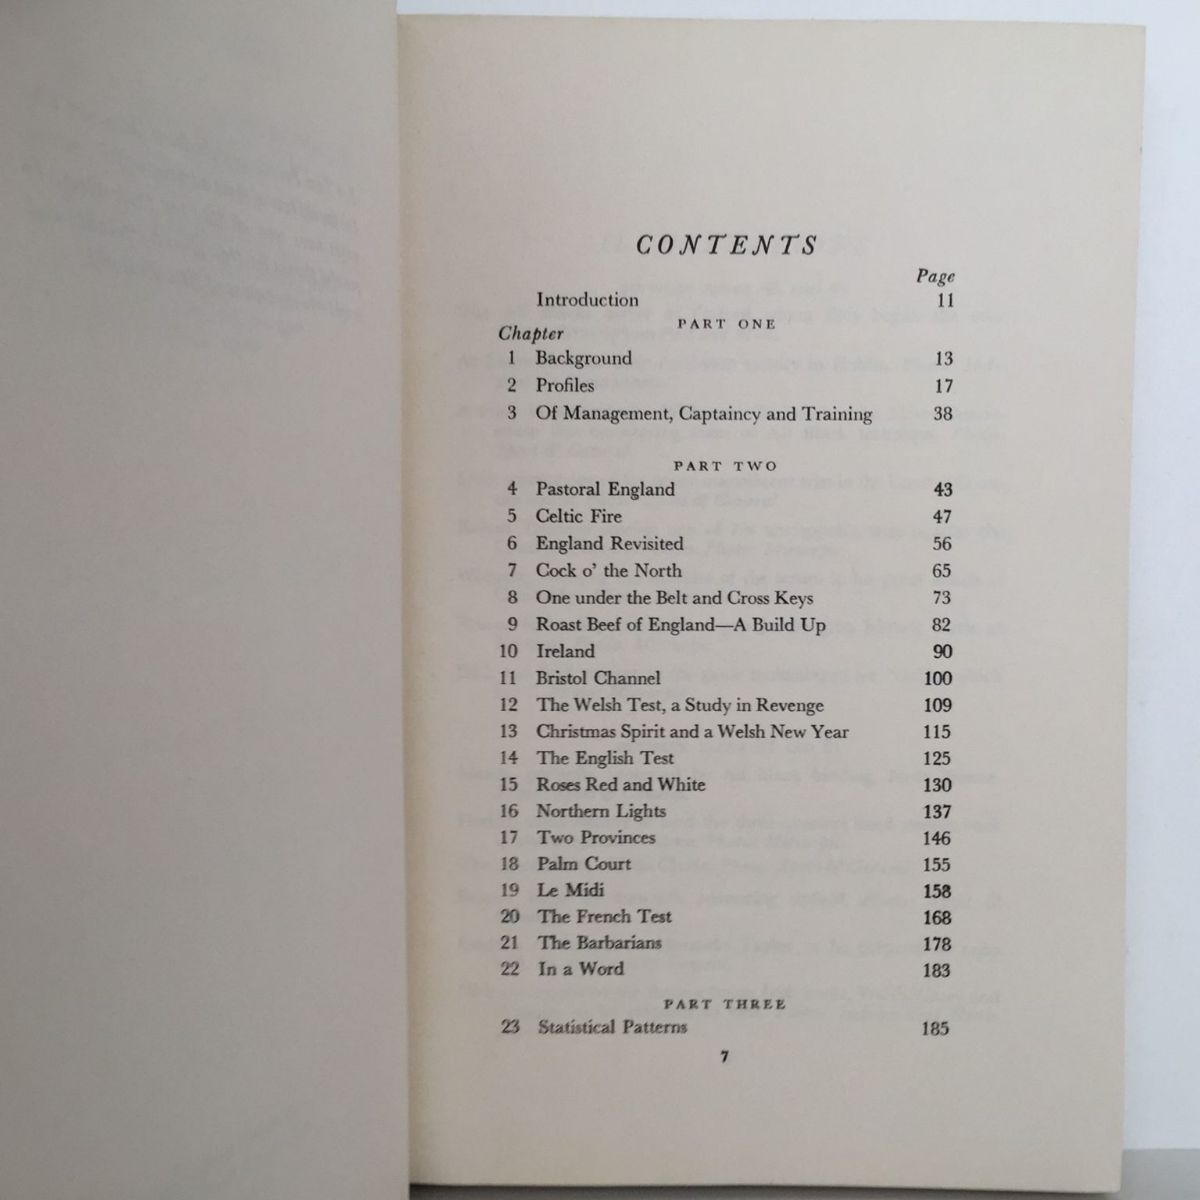 CONTENTS
Page
Introduction 11
PART ONE
Chapter
1 Background 13
2 Profiles 17
3 Of Management, Captaincy and Training 38
PART TWO
4 Pastoral England 43
5 Celtic Fire 47
6 England Revisited 56
7 Cock o’ the North 65
8 One under the Belt and Cross Keys 73
9 Roast Beef of England—A Build Up 82
10 Ireland 90
11 Bristol Channel 100
12 The Welsh Test, a Study in Revenge 109
13 Christmas Spirit and a Welsh New Year 115
14 The English Test 125
15 Roses Red and White 130
16 Northern Lights 137
17 Two Provinces 146
18 Palm Court 155
19 Le Midi 158
20 The French Test 168
21 The Barbarians 178
22 In a Word 183
PART THREE
23 Statistical Patterns 185
7